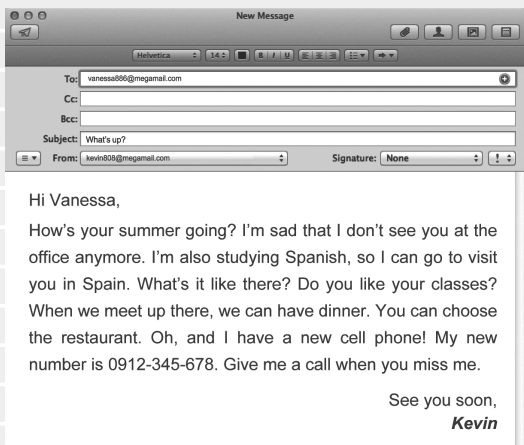 New Message
Helvetica 14 B I U
To: vanessa886@megamail.com
Cc:
Bcc:
Subject: What's up?
From: kevin808@megamail.com Signature: None !
Hi Vanessa,
How's your summer going? I'm sad that I don't see you at the
office anymore. I'm also studying Spanish, so I can go to visit
you in Spain. What's it like there? Do you like your classes?
When we meet up there, we can have dinner. You can choose
the restaurant. Oh, and I have a new cell phone! My new
number is 0912-345-678. Give me a call when you miss me.
See you soon,
Kevin